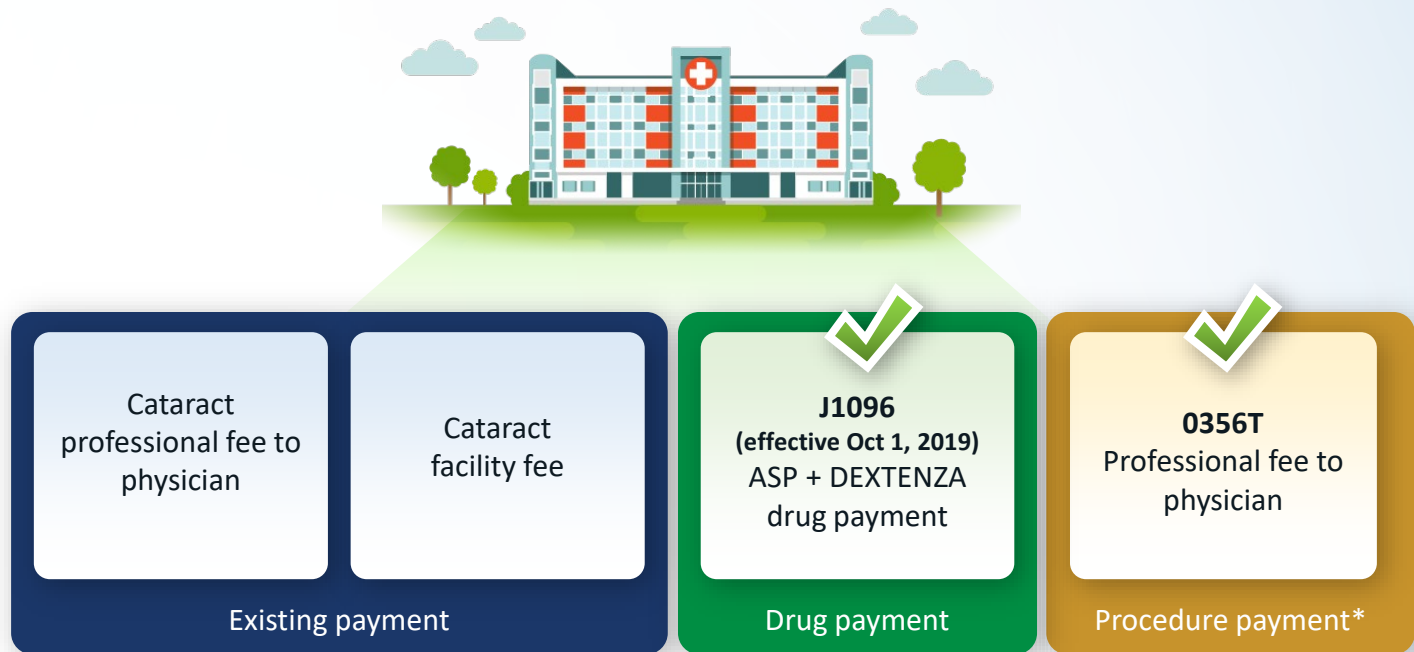 Cataract
professional fee to
physician
Cataract
facility fee
Existing payment
J1096
(effective Oct 1, 2019)
ASP + DEXTENZA
drug payment
Drug payment
0356T
Professional fee to
physician
Procedure payment*